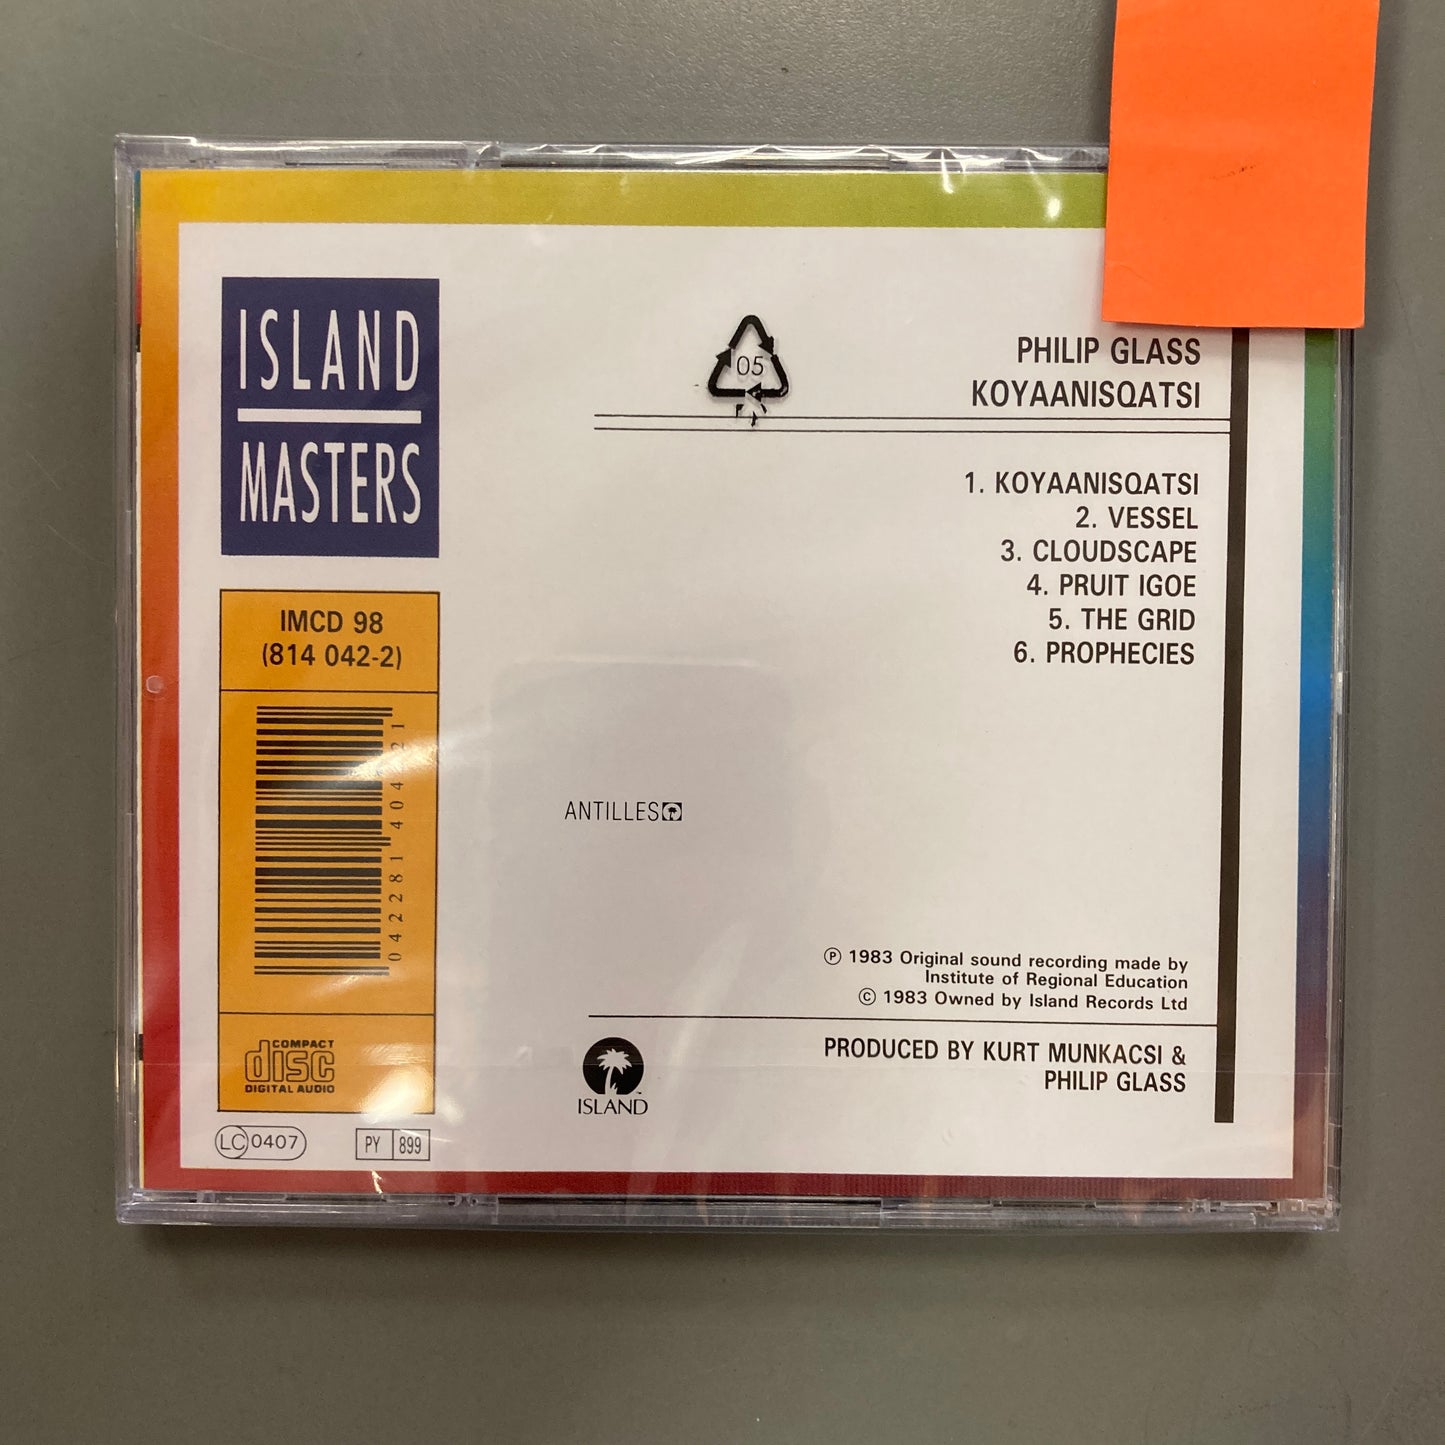 ISLAND
MASTERS
IMCD 98
(814 042-2)
COMPACT
disc
DIGITAL AUDIO
LC 0407
PY 899
05
PHILIP GLASS
KOYAANISQATSI
1. KOYAANISQATSI
2. VESSEL
3. CLOUDSCAPE
4. PRUIT IGOE
5. THE GRID
6. PROPHECIES
ANTILLES
Ⓟ 1983 Original sound recording made by
Institute of Regional Education
© 1983 Owned by Island Records Ltd
PRODUCED BY KURT MUNKACSI &
PHILIP GLASS
ISLAND